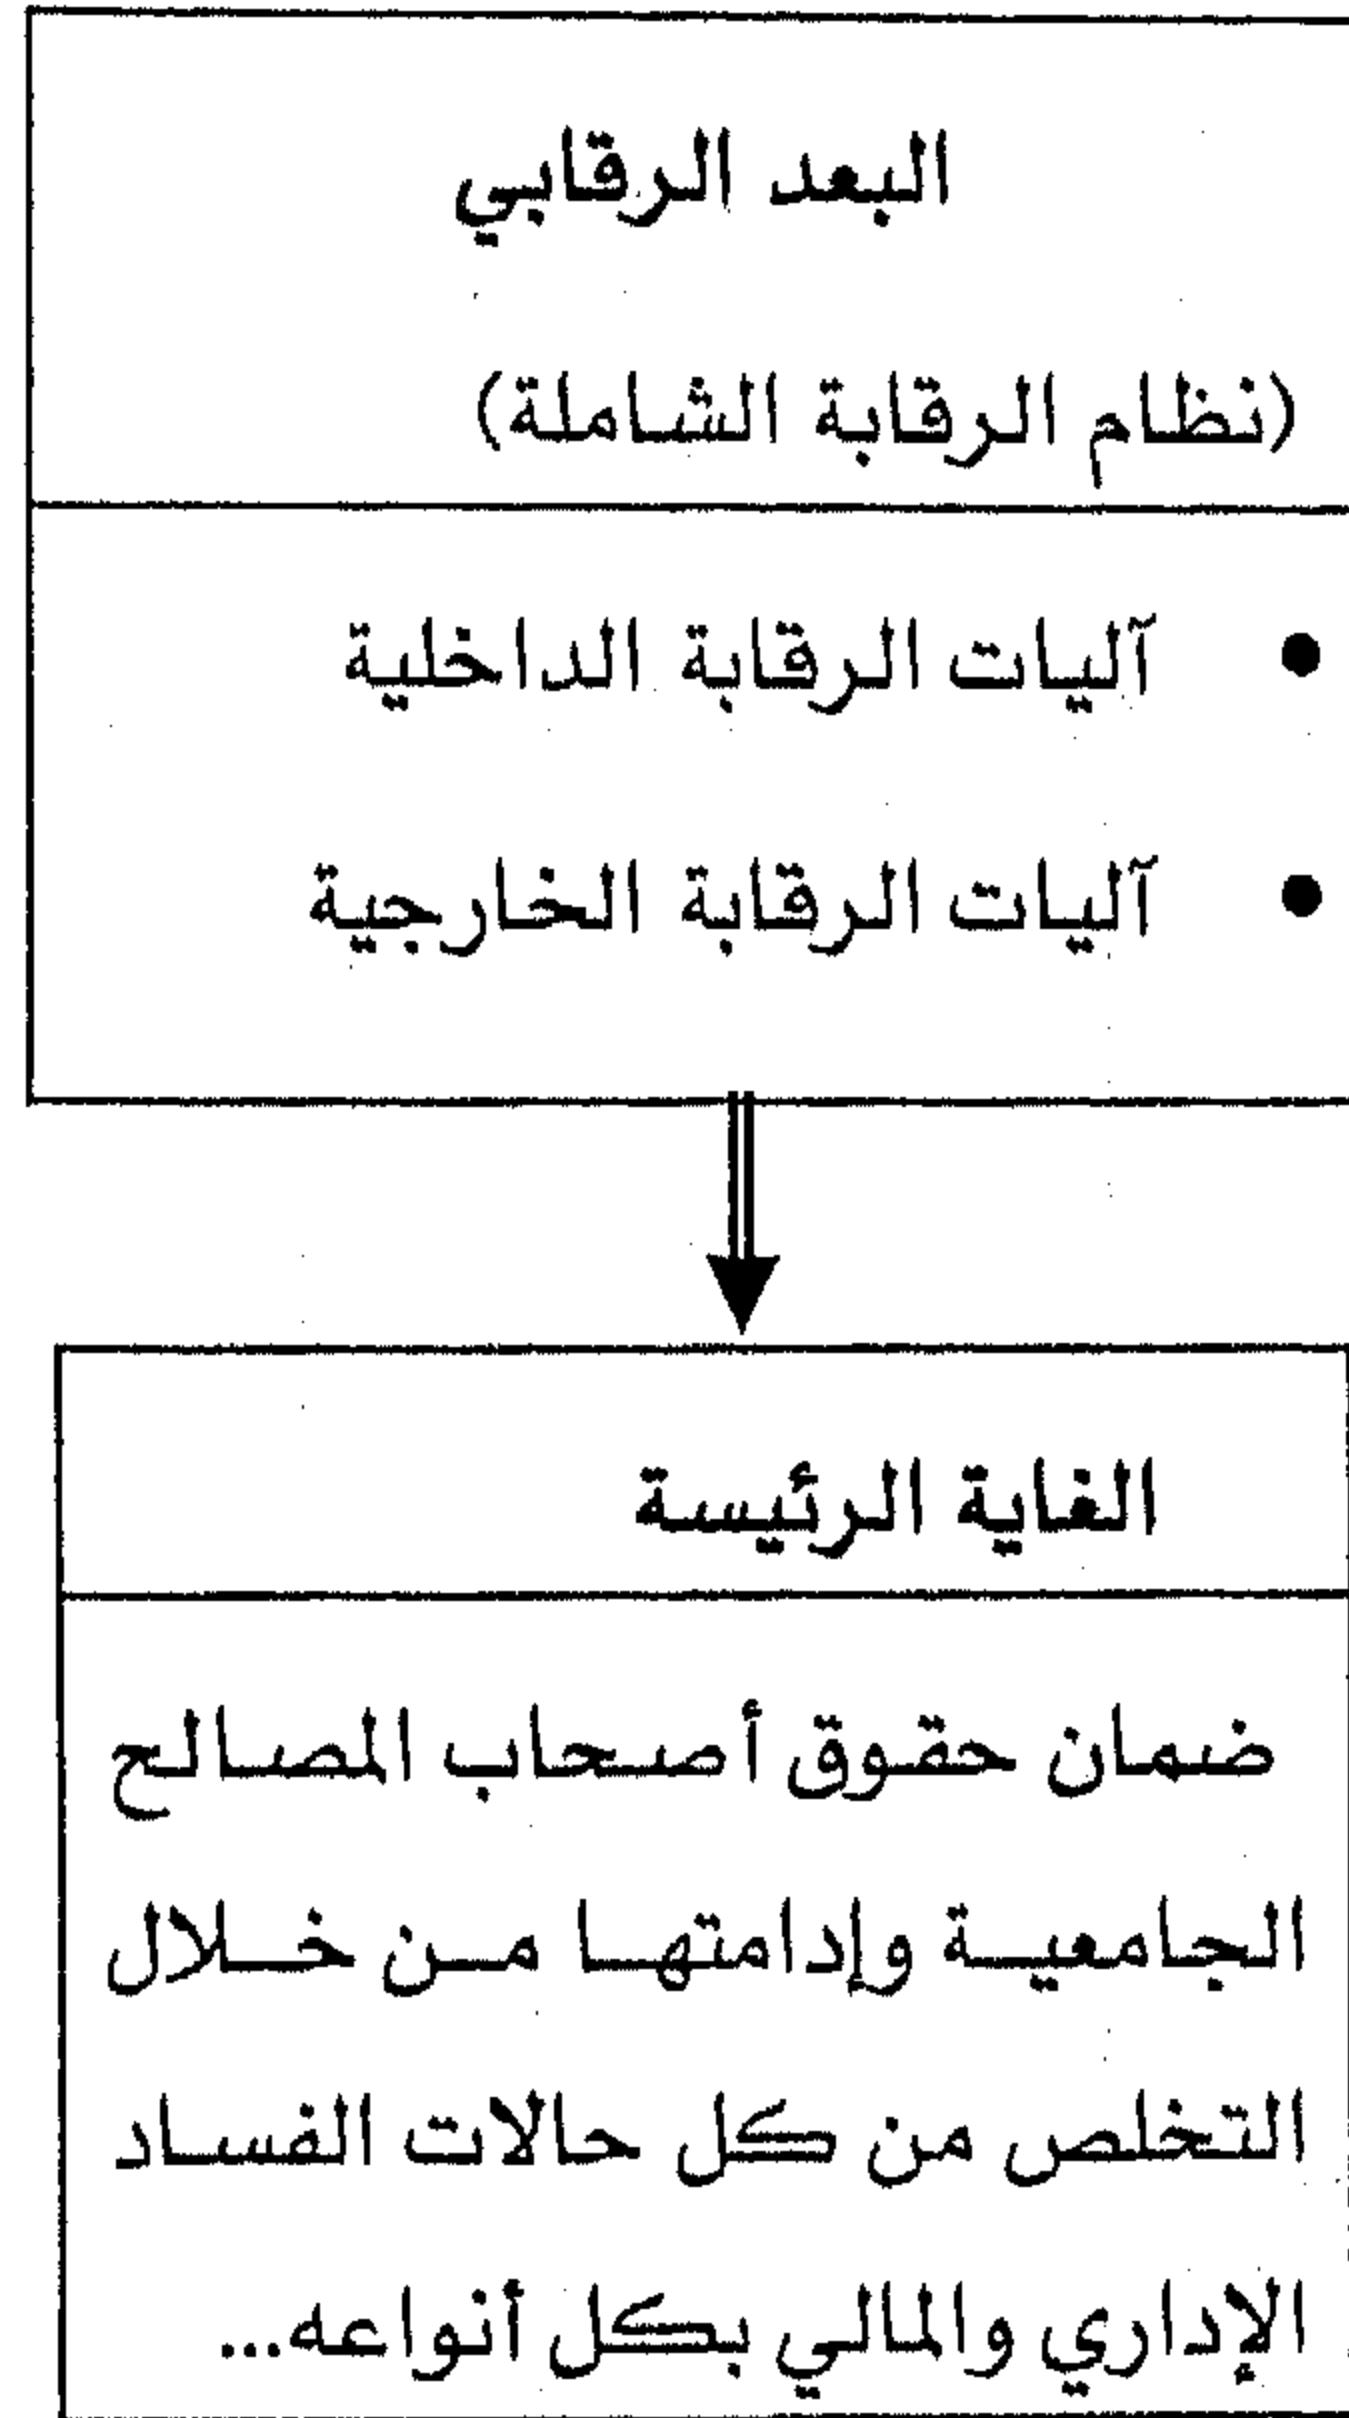 البعد الرقابي
(نظام الرقابة الشاملة)
● آليات الرقابة الداخلية
● آليات الرقابة الخارجية
الغاية الرئيسة
ضمان حقوق أصحاب المصالح
الجامعية وإدامتها من خلال
التخلص من كل حالات الفساد
الإداري والمالي بكل أنواعه...